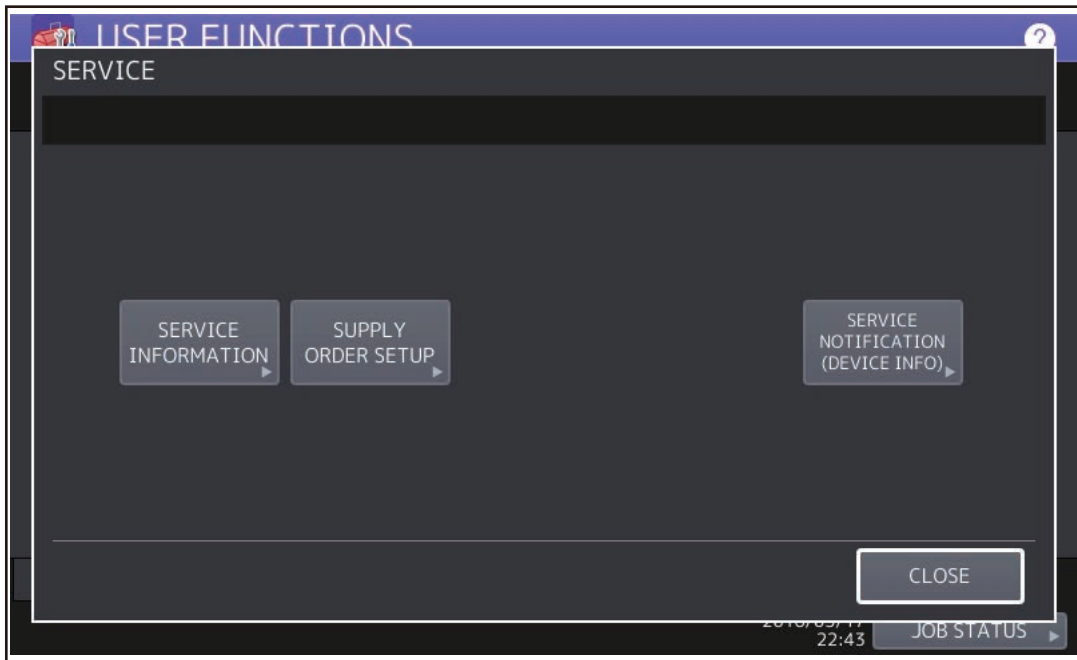 USER FUNCTIONS
?
SERVICE
SERVICE
INFORMATION
SUPPLY
ORDER SETUP
SERVICE
NOTIFICATION
(DEVICE INFO)
CLOSE
22:43
JOB STATUS